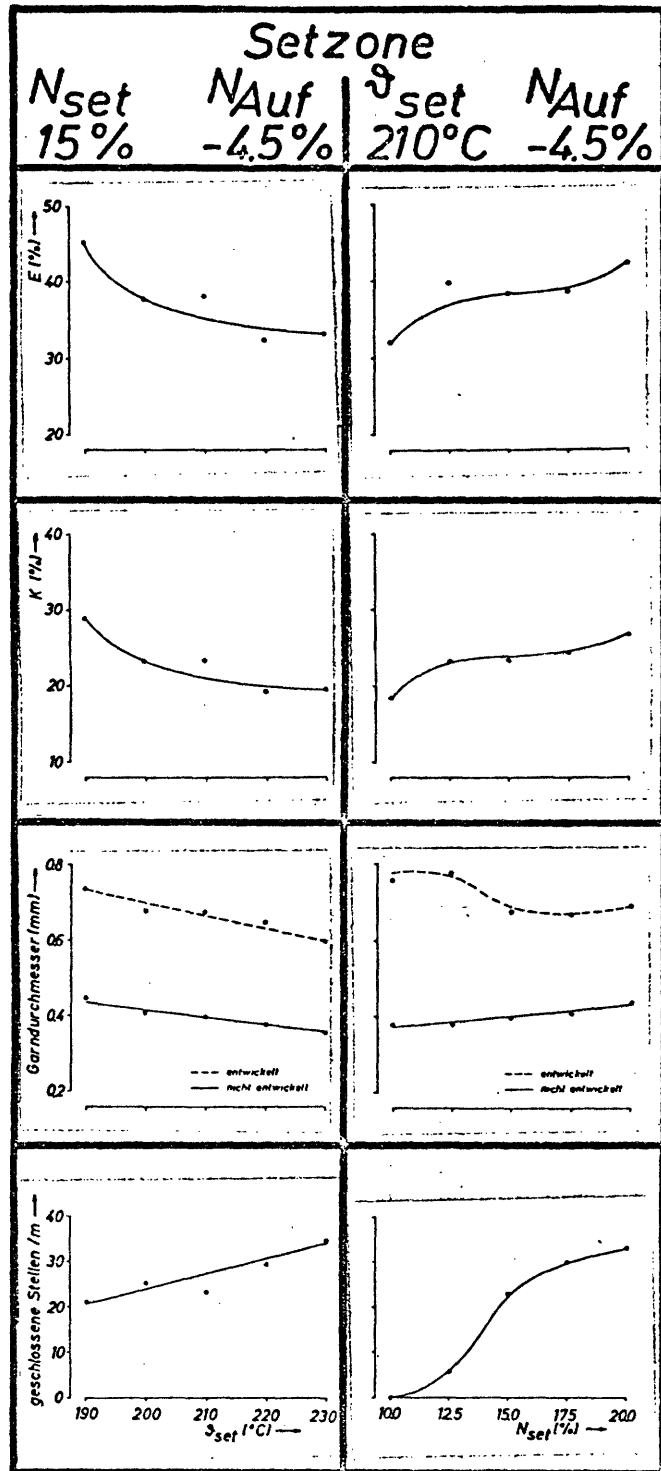 Setzone
N_set N_Auf ϑ_set N_Auf
15% -4.5% 210°C -4.5%
E (%) →
50
40
30
20
K (%) →
40
30
20
10
Garndurchmesser (mm) →
0.8
0.6
0.4
0.2
--- entwickelt
— nicht entwickelt
--- entwickelt
— nicht entwickelt
geschlossene Stellen /m →
40
30
20
10
0
190 200 210 220 230
ϑ_set (°C) →
10.0 12.5 15.0 17.5 20.0
N_set (%) →